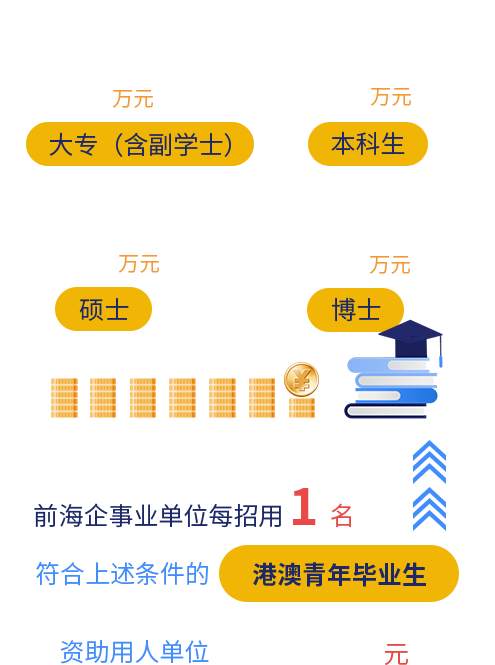 万元 万元
大专（含副学士） 本科生
万元 万元
硕士 博士
前海企事业单位每招用 1 名
符合上述条件的 港澳青年毕业生
资助用人单位 元